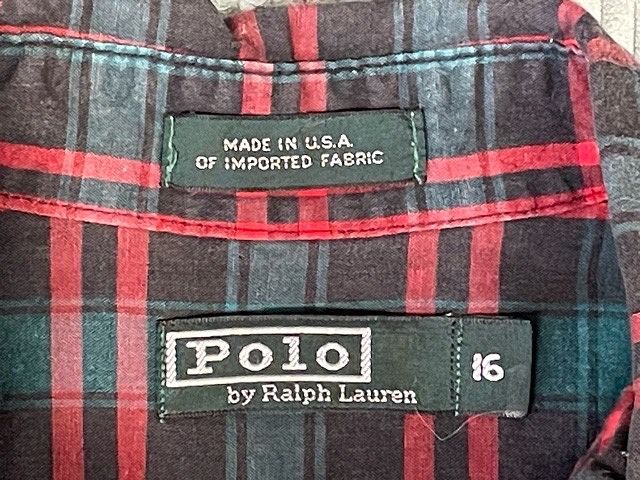 MADE IN U.S.A.
OF IMPORTED FABRIC
Polo
by Ralph Lauren
16